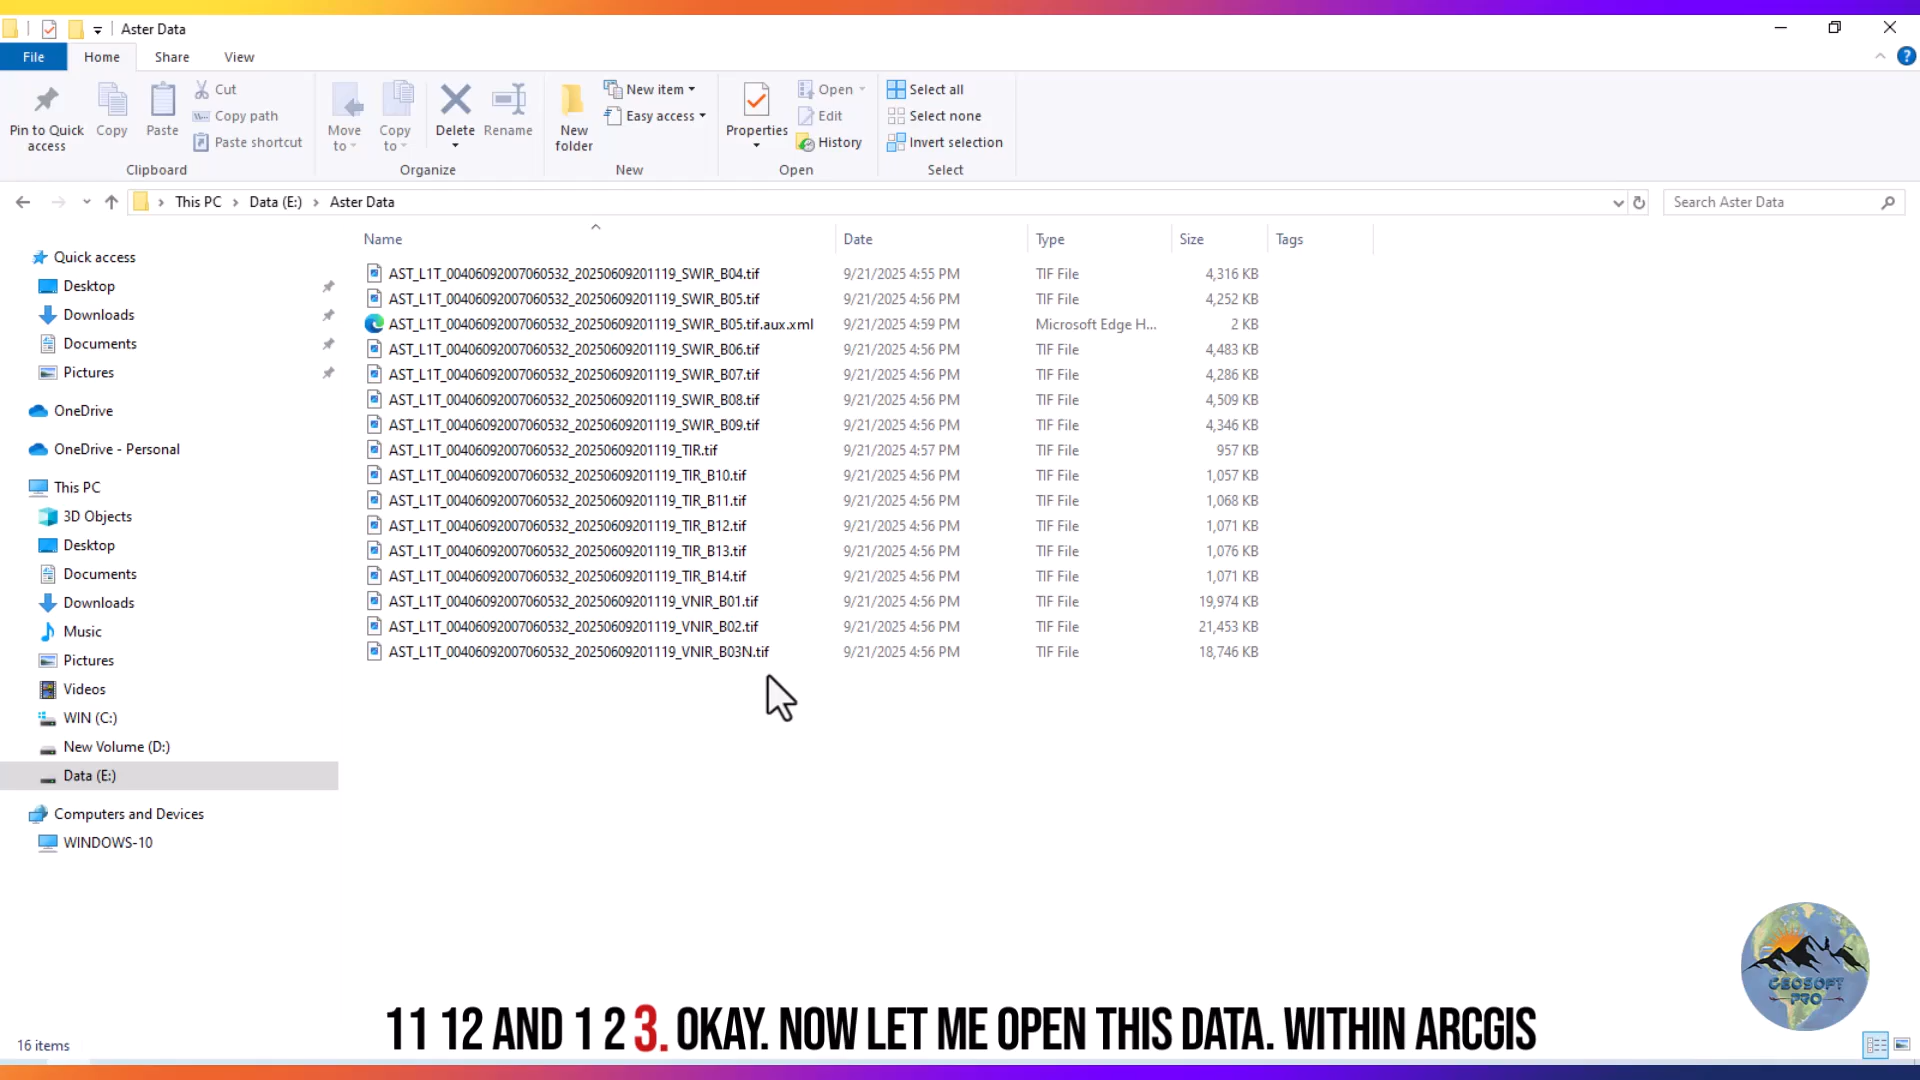 Aster Data
File Home Share View
Pin to Quick access
Copy
Paste
Cut
Copy path
Paste shortcut
Clipboard
Move to
Copy to
Delete
Rename
Organize
New folder
New item
Easy access
New
Properties
Open
Edit
History
Open
Select all
Select none
Invert selection
Select
This PC Data (E:) Aster Data
Search Aster Data
Quick access
Desktop
Downloads
Documents
Pictures
OneDrive
OneDrive - Personal
This PC
3D Objects
Desktop
Documents
Downloads
Music
Pictures
Videos
WIN (C:)
New Volume (D:)
Data (E:)
Computers and Devices
WINDOWS-10
Name Date Type Size Tags
AST_L1T_00406092007060532_20250609201119_SWIR_B04.tif 9/21/2025 4:55 PM TIF File 4,316 KB
AST_L1T_00406092007060532_20250609201119_SWIR_B05.tif 9/21/2025 4:56 PM TIF File 4,252 KB
AST_L1T_00406092007060532_20250609201119_SWIR_B05.tif.aux.xml 9/21/2025 4:59 PM Microsoft Edge H... 2 KB
AST_L1T_00406092007060532_20250609201119_SWIR_B06.tif 9/21/2025 4:56 PM TIF File 4,483 KB
AST_L1T_00406092007060532_20250609201119_SWIR_B07.tif 9/21/2025 4:56 PM TIF File 4,286 KB
AST_L1T_00406092007060532_20250609201119_SWIR_B08.tif 9/21/2025 4:56 PM TIF File 4,509 KB
AST_L1T_00406092007060532_20250609201119_SWIR_B09.tif 9/21/2025 4:56 PM TIF File 4,346 KB
AST_L1T_00406092007060532_20250609201119_TIR.tif 9/21/2025 4:57 PM TIF File 957 KB
AST_L1T_00406092007060532_20250609201119_TIR_B10.tif 9/21/2025 4:56 PM TIF File 1,057 KB
AST_L1T_00406092007060532_20250609201119_TIR_B11.tif 9/21/2025 4:56 PM TIF File 1,068 KB
AST_L1T_00406092007060532_20250609201119_TIR_B12.tif 9/21/2025 4:56 PM TIF File 1,071 KB
AST_L1T_00406092007060532_20250609201119_TIR_B13.tif 9/21/2025 4:56 PM TIF File 1,076 KB
AST_L1T_00406092007060532_20250609201119_TIR_B14.tif 9/21/2025 4:56 PM TIF File 1,071 KB
AST_L1T_00406092007060532_20250609201119_VNIR_B01.tif 9/21/2025 4:56 PM TIF File 19,974 KB
AST_L1T_00406092007060532_20250609201119_VNIR_B02.tif 9/21/2025 4:56 PM TIF File 21,453 KB
AST_L1T_00406092007060532_20250609201119_VNIR_B03N.tif 9/21/2025 4:56 PM TIF File 18,746 KB
GEOSOFT
PRO
11 12 AND 1 2 3. OKAY. NOW LET ME OPEN THIS DATA. WITHIN ARCGIS
16 items